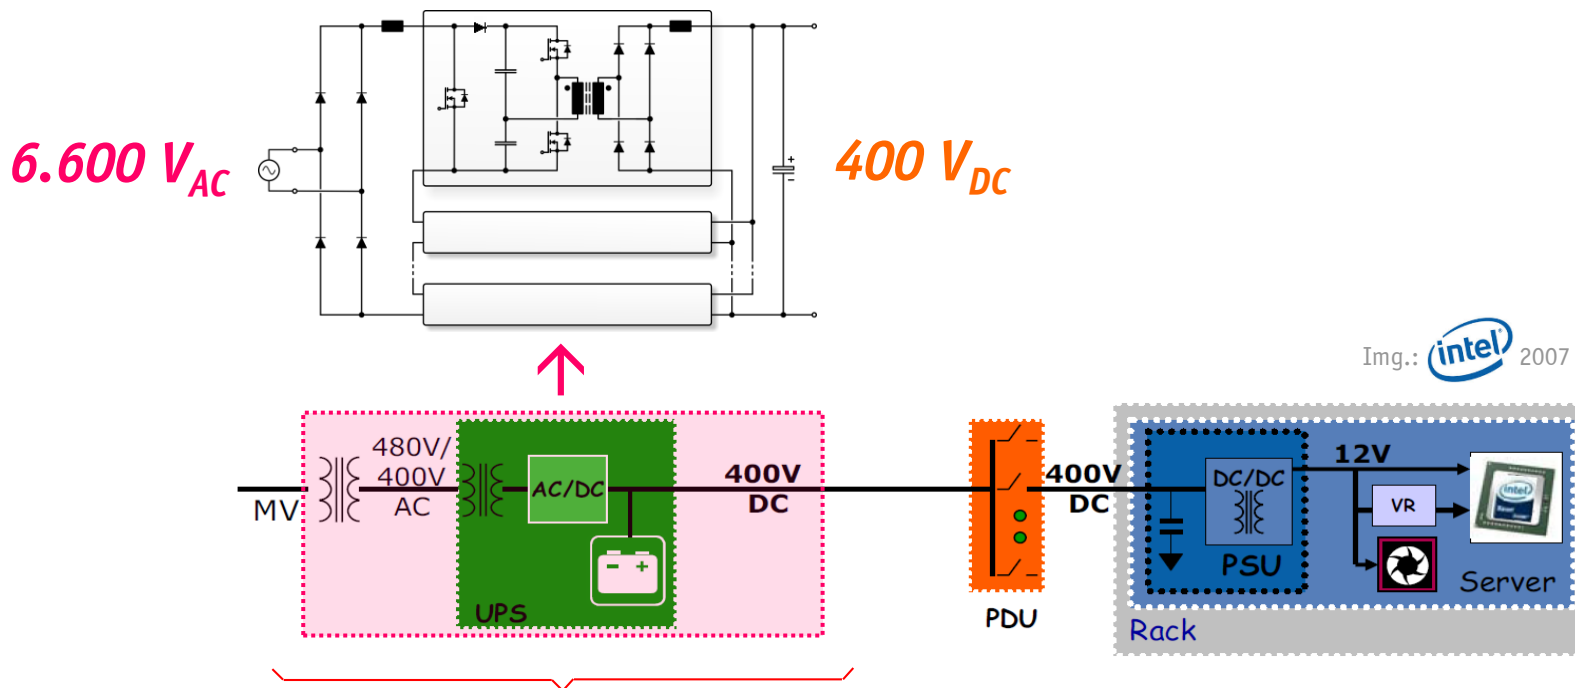 6.600 VAC
+
-
400 VDC
Img.: intel 2007
MV
480V/
400V
AC
AC/DC
- +
UPS
400V
DC
PDU
400V
DC
DC/DC
PSU
12V
VR
intel
Server
Rack